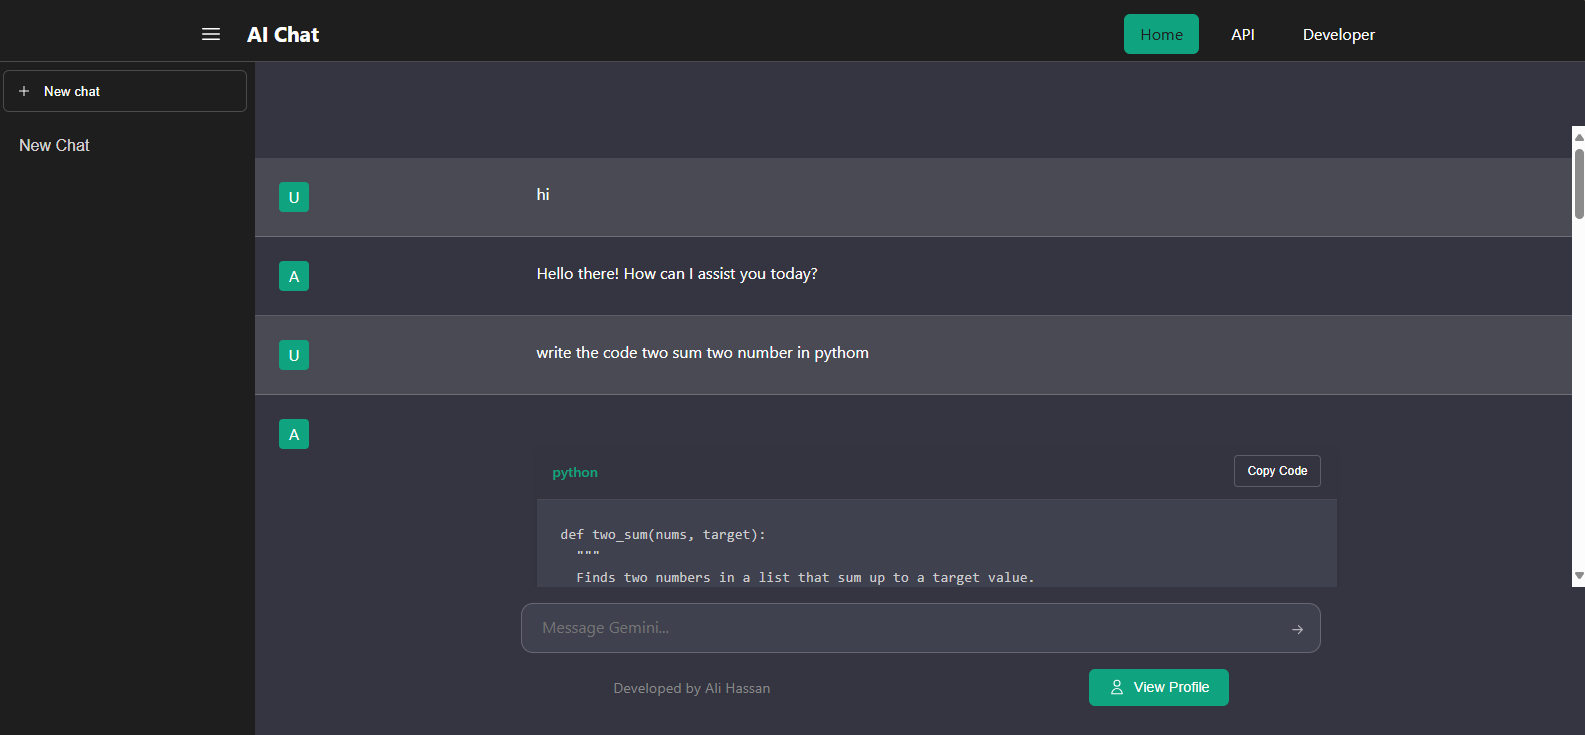 AI Chat
Home
API
Developer
+ New chat
New Chat
U
hi
A
Hello there! How can I assist you today?
U
write the code two sum two number in pythom
A
python
Copy Code
def two_sum(nums, target):
"""
Finds two numbers in a list that sum up to a target value.
Message Gemini...
Developed by Ali Hassan
View Profile